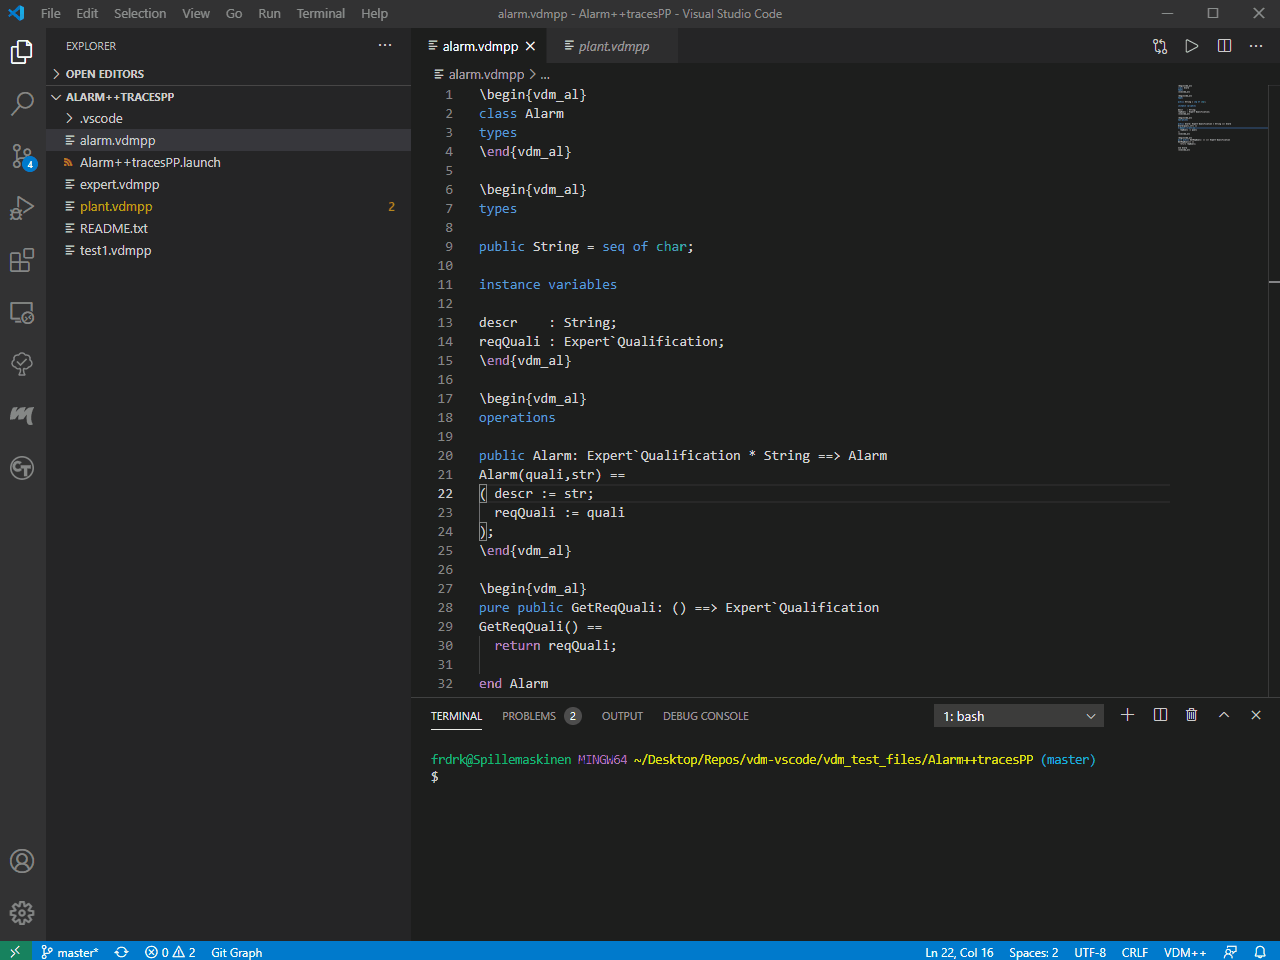 File Edit Selection View Go Run Terminal Help
alarm.vdmpp - Alarm++tracesPP - Visual Studio Code
EXPLORER
OPEN EDITORS
ALARM++TRACESPP
.vscode
alarm.vdmpp
Alarm++tracesPP.launch
expert.vdmpp
plant.vdmpp 2
README.txt
test1.vdmpp
4
alarm.vdmpp plant.vdmpp
alarm.vdmpp > ...
1 \begin{vdm_al}
2 class Alarm
3 types
4 \end{vdm_al}
5
6 \begin{vdm_al}
7 types
8
9 public String = seq of char;
10
11 instance variables
12
13 descr    : String;
14 reqQuali : Expert`Qualification;
15 \end{vdm_al}
16
17 \begin{vdm_al}
18 operations
19
20 public Alarm: Expert`Qualification * String ==> Alarm
21 Alarm(quali,str) ==
22 ( descr := str;
23   reqQuali := quali
24 );
25 \end{vdm_al}
26
27 \begin{vdm_al}
28 pure public GetReqQuali: () ==> Expert`Qualification
29 GetReqQuali() ==
30   return reqQuali;
31
32 end Alarm
TERMINAL PROBLEMS 2 OUTPUT DEBUG CONSOLE 1: bash
frdrk@Spillemaskinen MINGW64 ~/Desktop/Repos/vdm-vscode/vdm_test_files/Alarm++tracesPP (master)
$
master* 0 2 Git Graph Ln 22, Col 16 Spaces: 2 UTF-8 CRLF VDM++